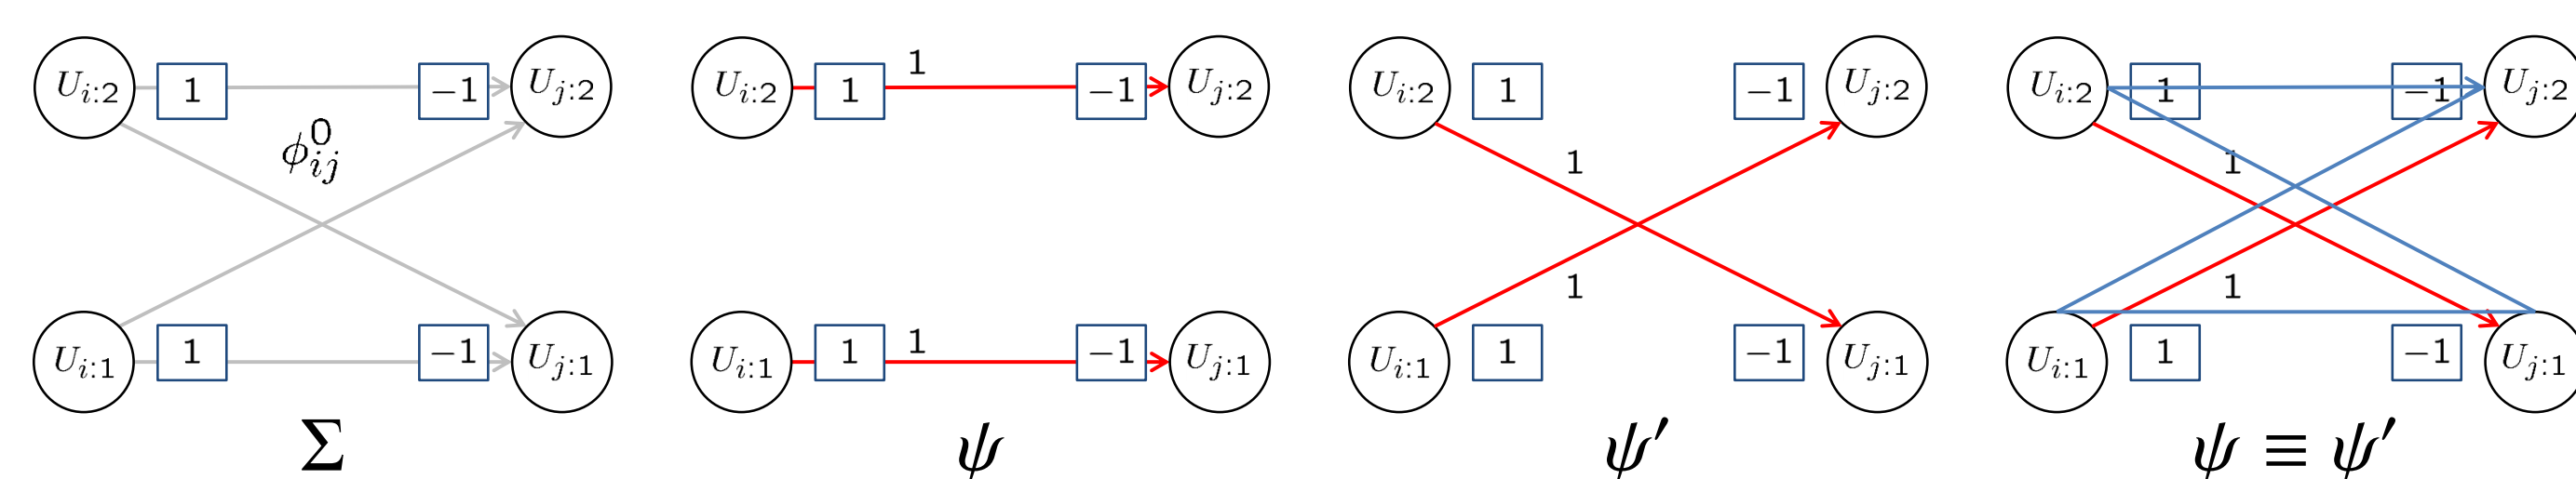 U_{i:2} 1 −1 U_{j:2} U_{i:2} 1 1 −1 U_{j:2} U_{i:2} 1 −1 U_{j:2} U_{i:2} 1 −1 U_{j:2}
ϕ^0_{ij} 1 1
1 1
U_{i:1} 1 −1 U_{j:1} U_{i:1} 1 1 −1 U_{j:1} U_{i:1} 1 −1 U_{j:1} U_{i:1} 1 −1 U_{j:1}
Σ ψ ψ′ ψ ≡ ψ′